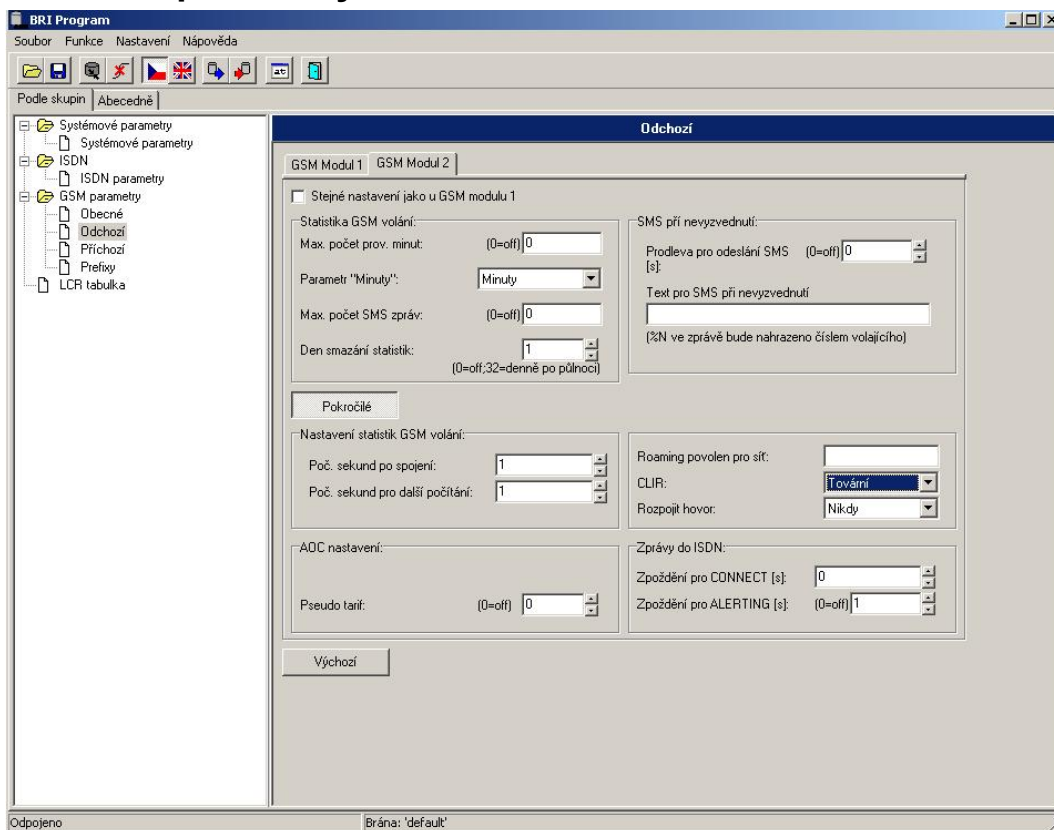 BRI Program
Soubor Funkce Nastavení Nápověda
at
Podle skupin Abecedně
Systémové parametry
Systémové parametry
ISDN
ISDN parametry
GSM parametry
Obecné
Odchozí
Příchozí
Prefixy
LCR tabulka
Odchozí
GSM Modul 1 GSM Modul 2
Stejné nastavení jako u GSM modulu 1
Statistika GSM volání:
Max. počet prov. minut: (0=off) 0
Parametr "Minuty": Minuty
Max. počet SMS zpráv: (0=off) 0
Den smazání statistik: 1
(0=off;32=denně po půlnoci)
SMS při nevyzvednutí:
Prodleva pro odeslání SMS (0=off) 0
[s]:
Text pro SMS při nevyzvednutí
(%N ve zprávě bude nahrazeno číslem volajícího)
Pokročilé
Nastavení statistik GSM volání:
Poč. sekund po spojení: 1
Poč. sekund pro další počítání: 1
Roaming povolen pro síť:
CLIR: Tovární
Rozpojit hovor: Nikdy
AOC nastavení:
Pseudo tarif: (0=off) 0
Zprávy do ISDN:
Zpoždění pro CONNECT [s]: 0
Zpoždění pro ALERTING [s]: (0=off) 1
Výchozí
Odpojeno Brána: 'default'